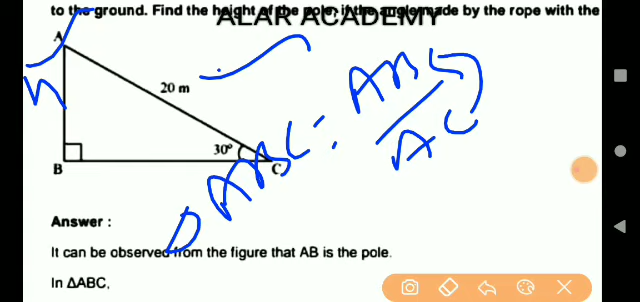 to the ground. Find the height of the pole, if the angle made by the rope with the
ALAR ACADEMY
A
20 m
30°
B
C
Δ ABC : AB
AC
Answer :
It can be observed from the figure that AB is the pole.
In ΔABC,